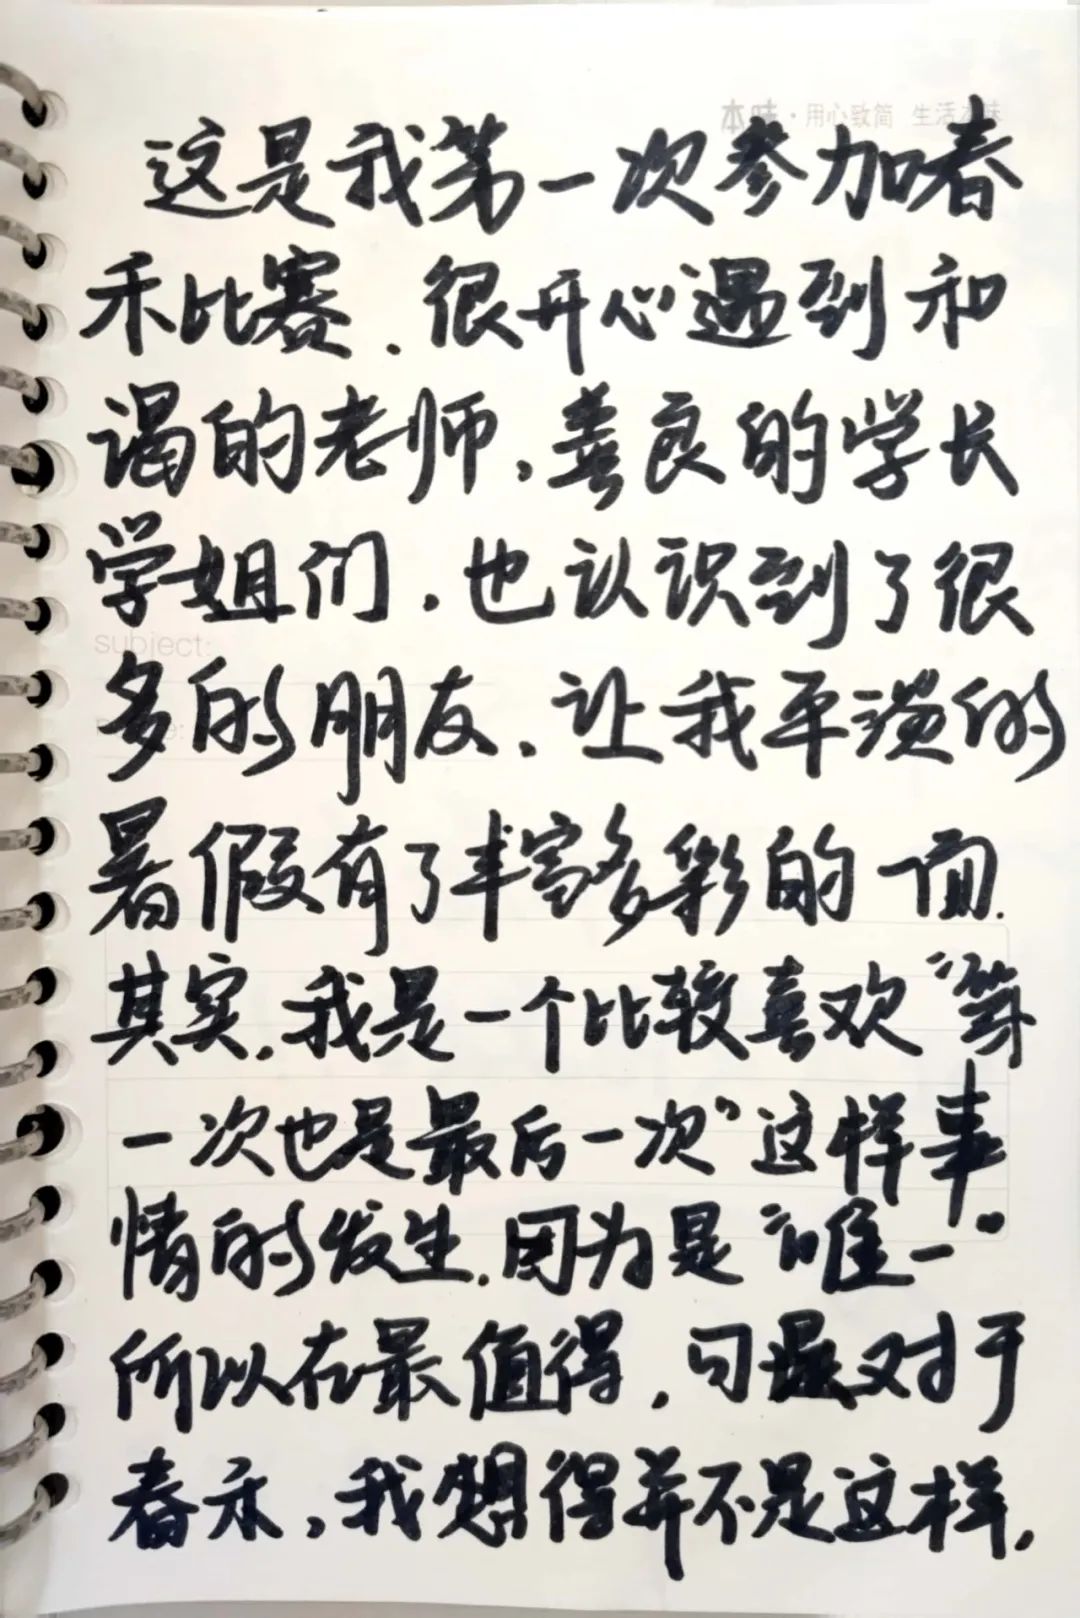 本味·用心致简 生活本味
这是我第一次参加春
禾比赛.很开心遇到和
谒的老师,善良的学长
学姐们.也认识到了很
subject:
多的朋友.让我平淡的
暑假有了丰富多彩的一面.
其实.我是一个比较喜欢“第
一次也是最后一次”这样事
情的发生.因为是“唯一”
所以在最值得,可是对于
春禾,我想得并不是这样,